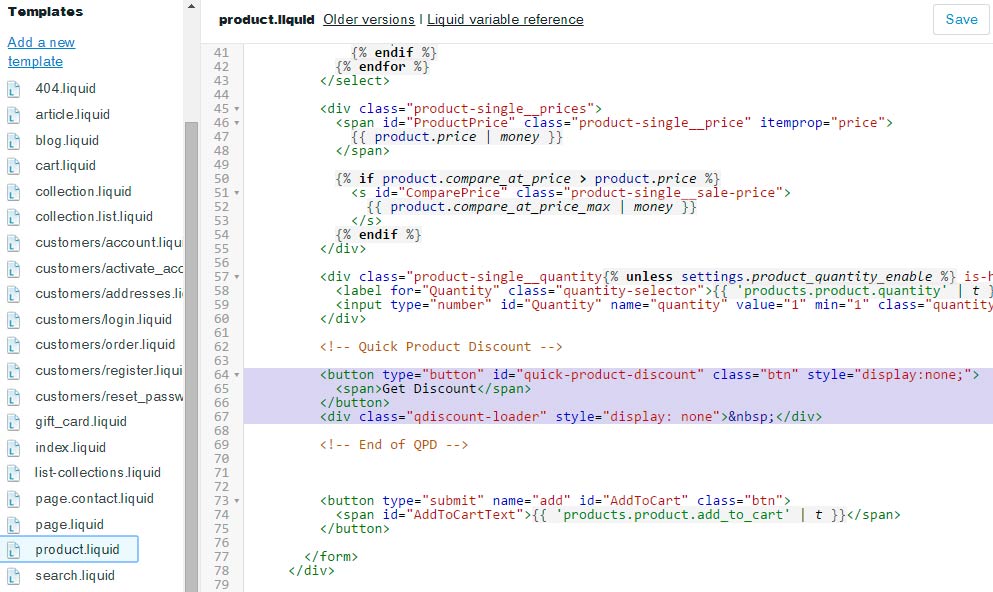 Templates
Add a new
template
404.liquid
article.liquid
blog.liquid
cart.liquid
collection.liquid
collection.list.liquid
customers/account.liqui
customers/activate_acc
customers/addresses.li
customers/login.liquid
customers/order.liquid
customers/register.liqui
customers/reset_passw
gift_card.liquid
index.liquid
list-collections.liquid
page.contact.liquid
page.liquid
product.liquid
search.liquid
product.liquid Older versions | Liquid variable reference
Save
41 {% endif %}
42 {% endfor %}
43 </select>
44
45 <div class="product-single__prices">
46 <span id="ProductPrice" class="product-single__price" itemprop="price">
47 {{ product.price | money }}
48 </span>
49
50 {% if product.compare_at_price > product.price %}
51 <s id="ComparePrice" class="product-single__sale-price">
52 {{ product.compare_at_price_max | money }}
53 </s>
54 {% endif %}
55 </div>
56
57 <div class="product-single__quantity{% unless settings.product_quantity_enable %} is-h
58 <label for="Quantity" class="quantity-selector">{{ 'products.product.quantity' | t }
59 <input type="number" id="Quantity" name="quantity" value="1" min="1" class="quantity
60 </div>
61
62 <!-- Quick Product Discount -->
63
64 <button type="button" id="quick-product-discount" class="btn" style="display:none;">
65 <span>Get Discount</span>
66 </button>
67 <div class="qdiscount-loader" style="display: none">&nbsp;</div>
68
69 <!-- End of QPD -->
70
71
72
73 <button type="submit" name="add" id="AddToCart" class="btn">
74 <span id="AddToCartText">{{ 'products.product.add_to_cart' | t }}</span>
75 </button>
76
77 </form>
78 </div>
79